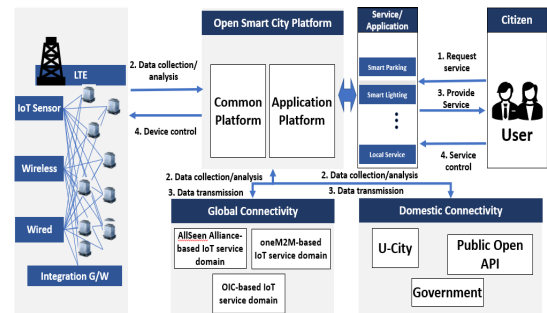 LTE
IoT Sensor
Wireless
Wired
Integration G/W
2. Data collection/
analysis
4. Device control
Open Smart City Platform
Common
Platform
Application
Platform
Service/
Application
Smart Parking
Smart Lighting
Local Service
1. Request
service
3. Provide
Service
4. Service
control
Citizen
User
2. Data collection/analysis
3. Data transmission
2. Data collection/analysis
3. Data transmission
Global Connectivity
AllSeen Alliance-
based IoT service
domain
oneM2M-based
IoT service domain
OIC-based IoT
service domain
Domestic Connectivity
U-City
Public Open
API
Government